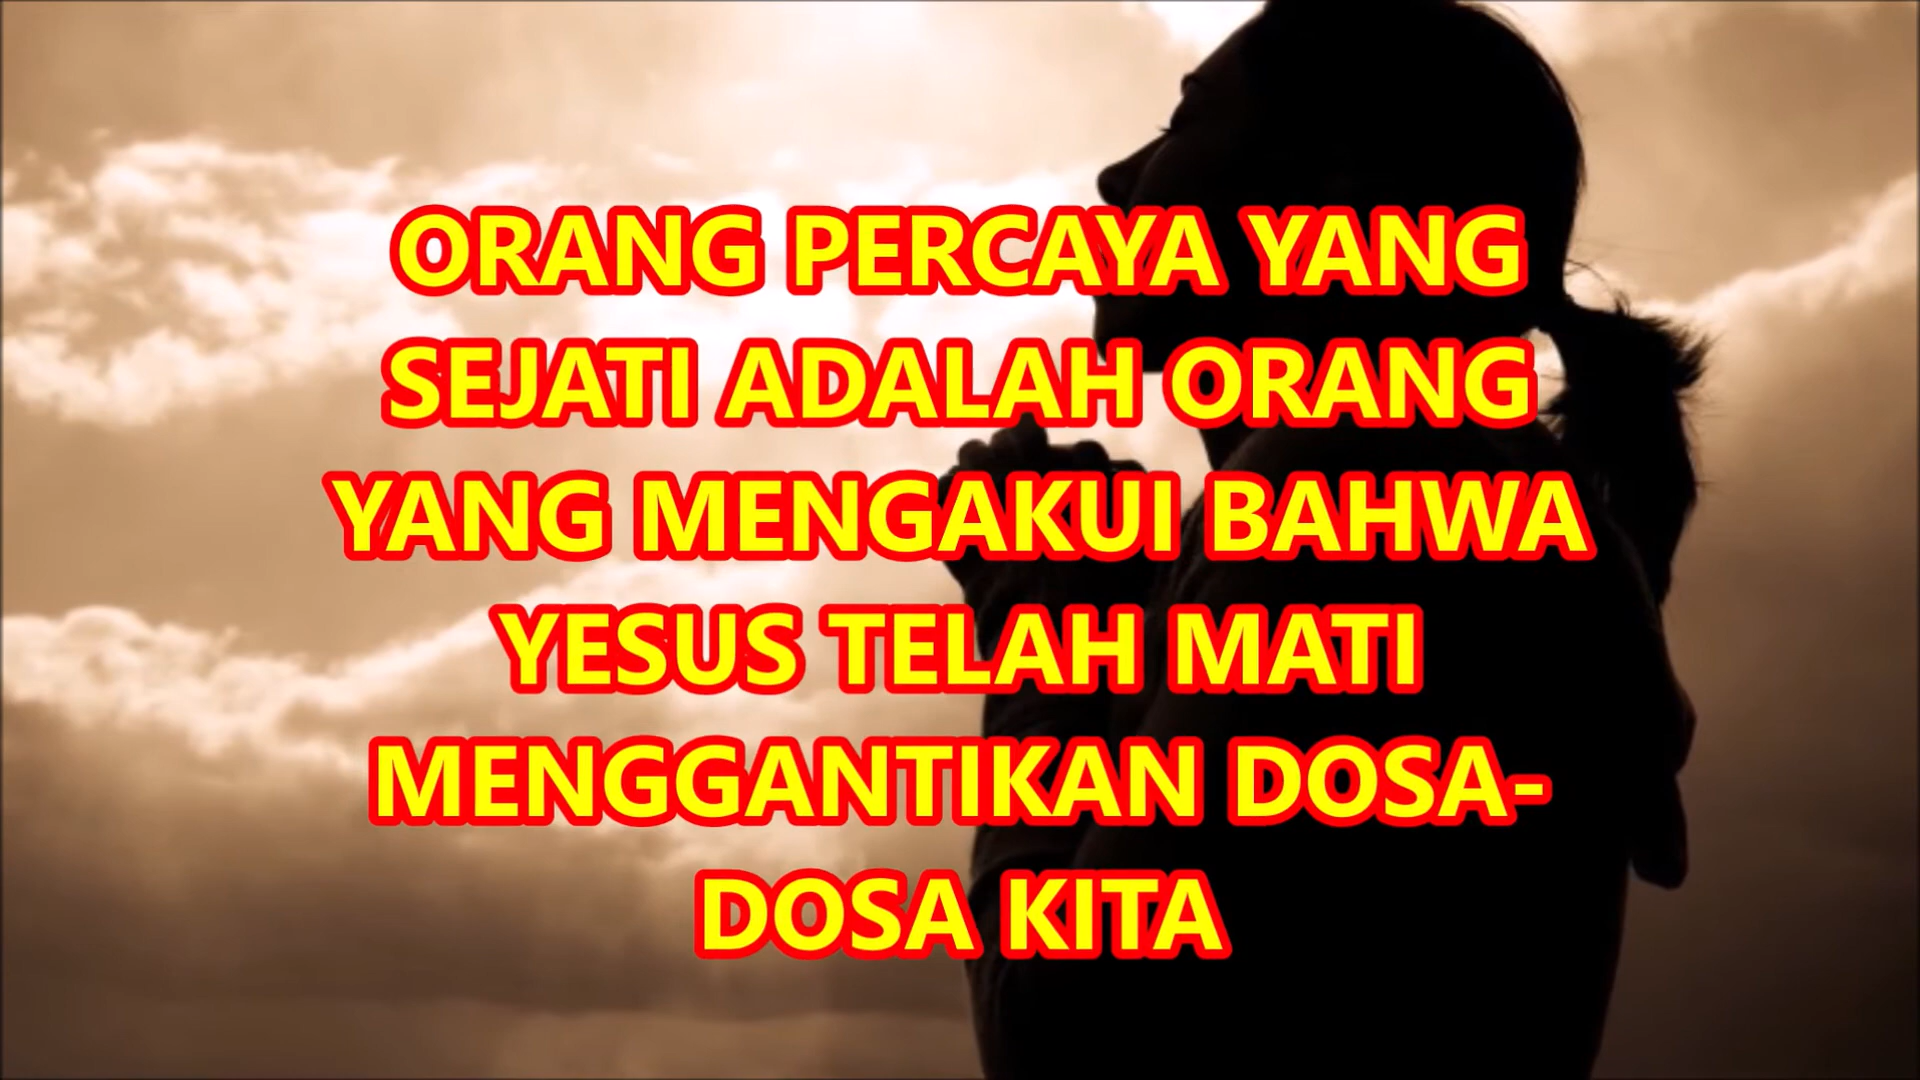 ORANG PERCAYA YANG
SEJATI ADALAH ORANG
YANG MENGAKUI BAHWA
YESUS TELAH MATI
MENGGANTIKAN DOSA-
DOSA KITA